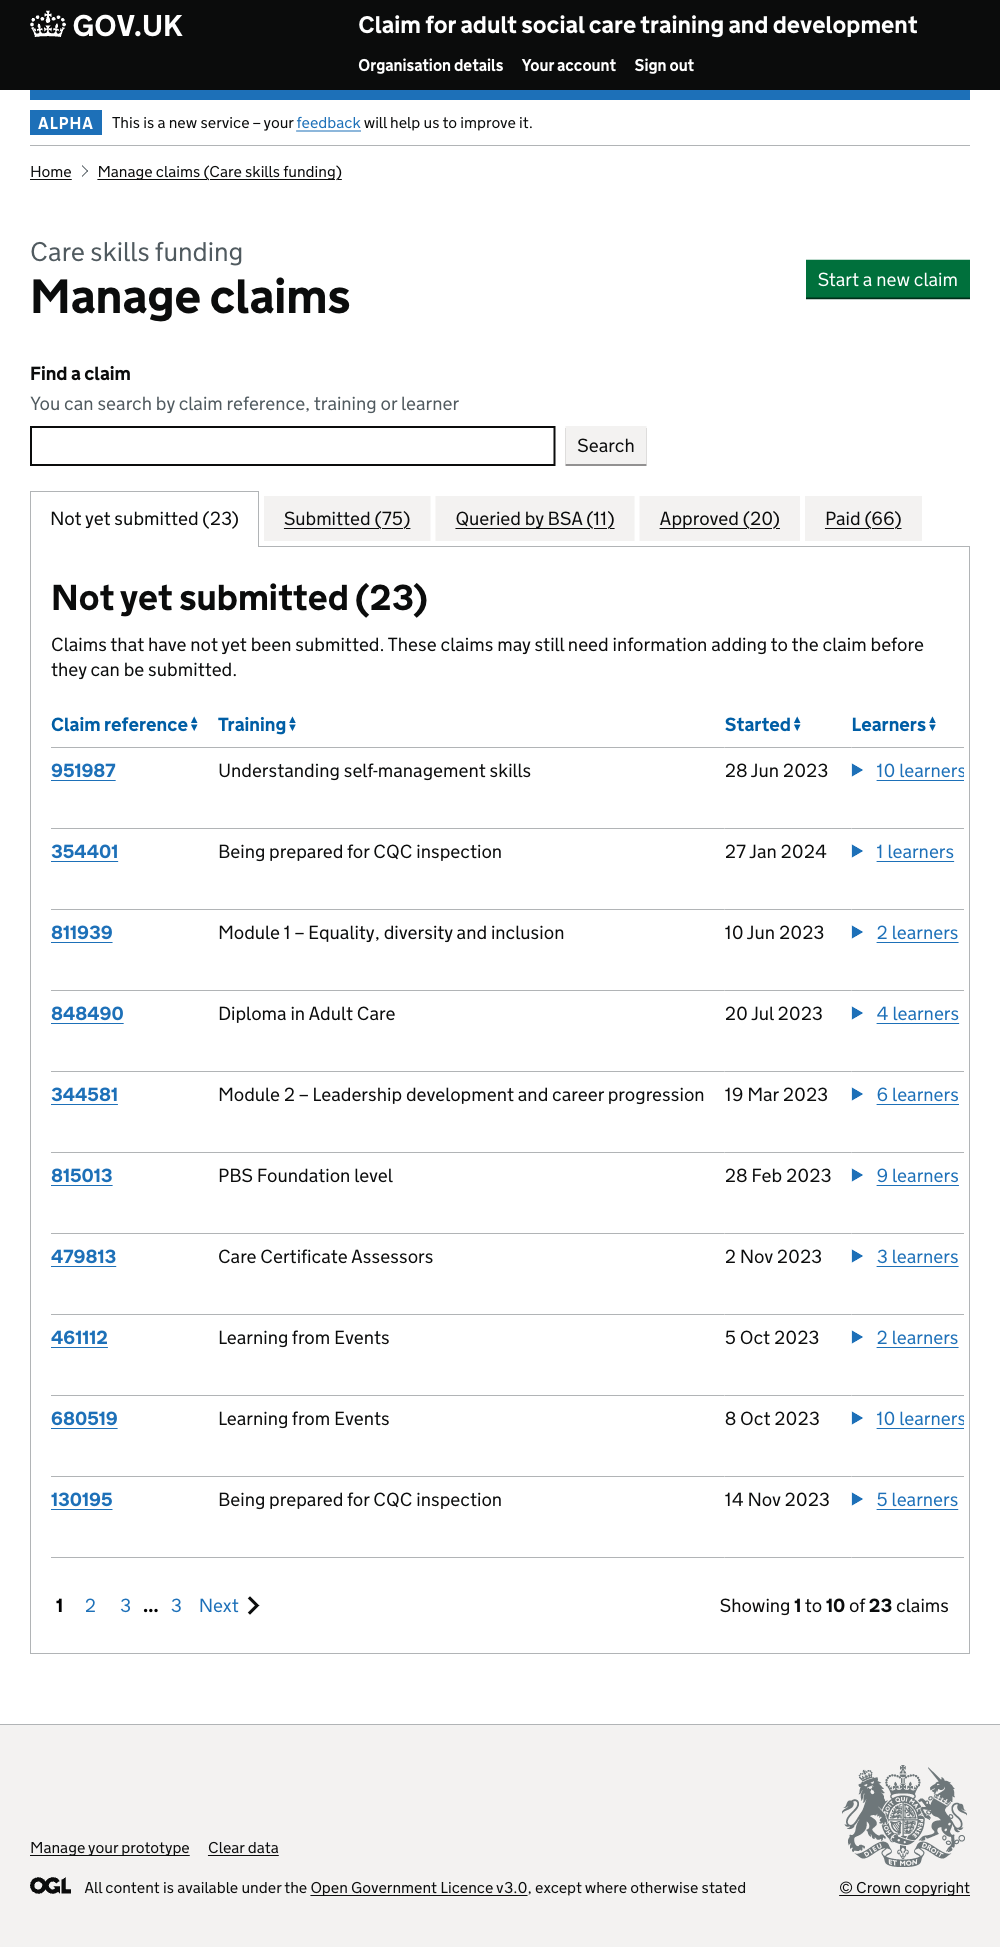 GOV.UK
Claim for adult social care training and development
Organisation details Your account Sign out
ALPHA This is a new service – your feedback will help us to improve it.
Home Manage claims (Care skills funding)
Care skills funding
Manage claims
Start a new claim
Find a claim
You can search by claim reference, training or learner
Search
Not yet submitted (23) Submitted (75) Queried by BSA (11) Approved (20) Paid (66)
Not yet submitted (23)
Claims that have not yet been submitted. These claims may still need information adding to the claim before
they can be submitted.
Claim reference Training Started Learners
951987 Understanding self-management skills 28 Jun 2023 10 learners
354401 Being prepared for CQC inspection 27 Jan 2024 1 learners
811939 Module 1 – Equality, diversity and inclusion 10 Jun 2023 2 learners
848490 Diploma in Adult Care 20 Jul 2023 4 learners
344581 Module 2 – Leadership development and career progression 19 Mar 2023 6 learners
815013 PBS Foundation level 28 Feb 2023 9 learners
479813 Care Certificate Assessors 2 Nov 2023 3 learners
461112 Learning from Events 5 Oct 2023 2 learners
680519 Learning from Events 8 Oct 2023 10 learners
130195 Being prepared for CQC inspection 14 Nov 2023 5 learners
1 2 3 ... 3 Next Showing 1 to 10 of 23 claims
DIEU ET MON DROIT
Manage your prototype Clear data
OGL All content is available under the Open Government Licence v3.0, except where otherwise stated
© Crown copyright